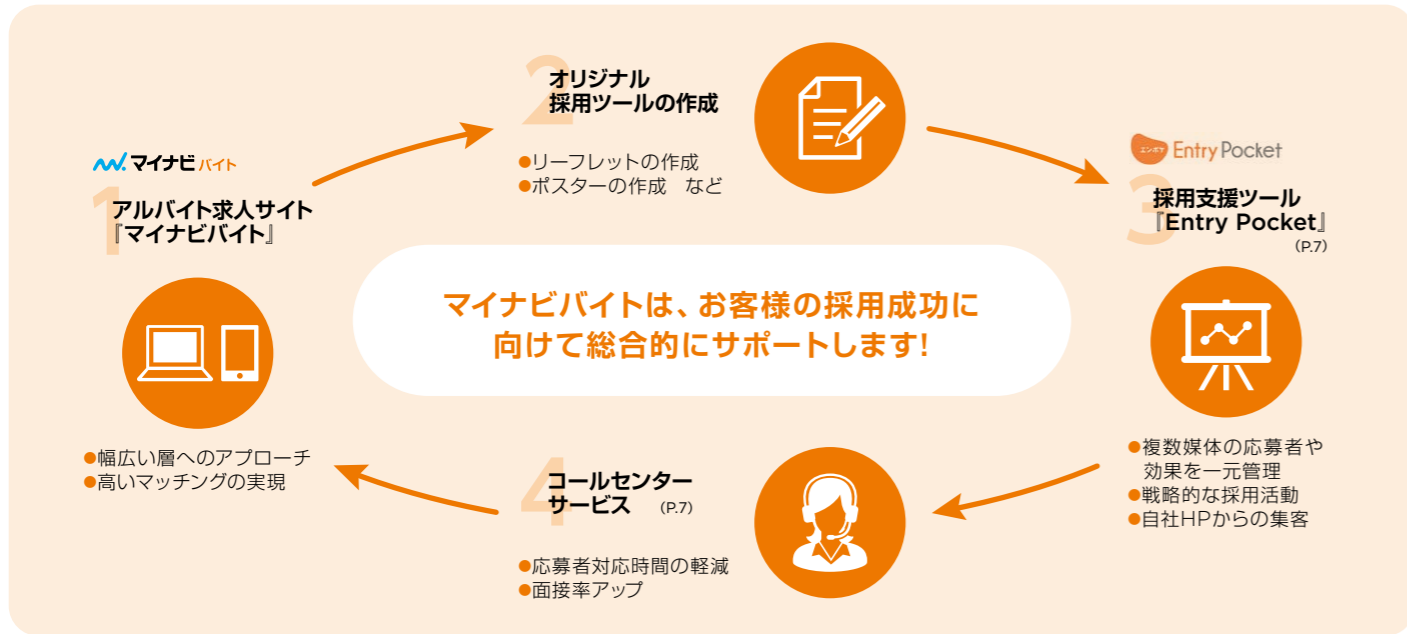 マイナビバイト
1
アルバイト求人サイト
『マイナビバイト』
●幅広い層へのアプローチ
●高いマッチングの実現
2
オリジナル
採用ツールの作成
●リーフレットの作成
●ポスターの作成　など
エンポケ Entry Pocket
3
採用支援ツール
『Entry Pocket』
(P.7)
●複数媒体の応募者や
効果を一元管理
●戦略的な採用活動
●自社HPからの集客
4
コールセンター
サービス (P.7)
●応募者対応時間の軽減
●面接率アップ
マイナビバイトは、お客様の採用成功に
向けて総合的にサポートします!